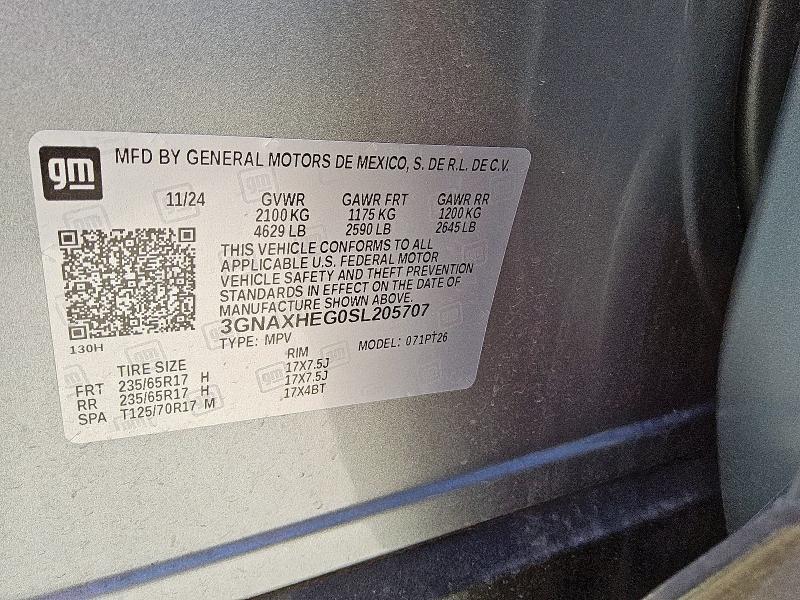 gm
MFD BY GENERAL MOTORS DE MEXICO, S. DE R.L. DE C.V.
11/24 GVWR GAWR FRT GAWR RR
2100 KG 1175 KG 1200 KG
4629 LB 2590 LB 2645 LB
THIS VEHICLE CONFORMS TO ALL
APPLICABLE U.S. FEDERAL MOTOR
VEHICLE SAFETY AND THEFT PREVENTION
STANDARDS IN EFFECT ON THE DATE OF
MANUFACTURE SHOWN ABOVE.
3GNAXHEG0SL205707
130H TYPE: MPV MODEL: 071PT26
TIRE SIZE RIM
FRT 235/65R17 H 17X7.5J
RR 235/65R17 H 17X7.5J
SPA T125/70R17 M 17X4BT